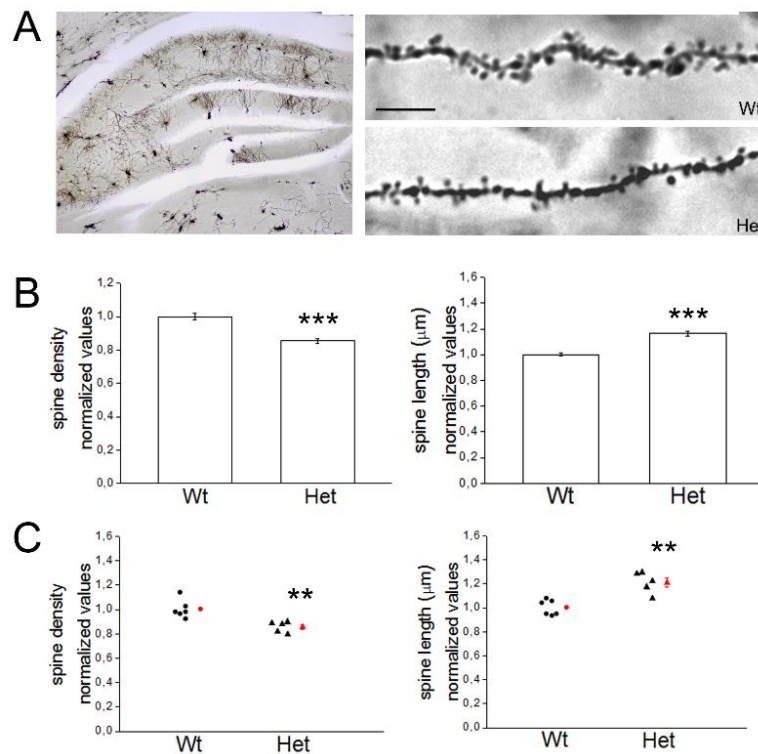 A
Wt
He
B
spine density
normalized values
1,2
1,0
0,8
0,6
0,4
0,2
0,0
***
Wt Het
spine length (μm)
normalized values
1,6
1,4
1,2
1,0
0,8
0,6
0,4
0,2
0,0
***
Wt Het
C
spine density
normalized values
1,6
1,4
1,2
1,0
0,8
0,6
0,4
0,2
0,0
**
Wt Het
spine length (μm)
normalized values
1,6
1,4
1,2
1,0
0,8
0,6
0,4
0,2
0,0
**
Wt Het